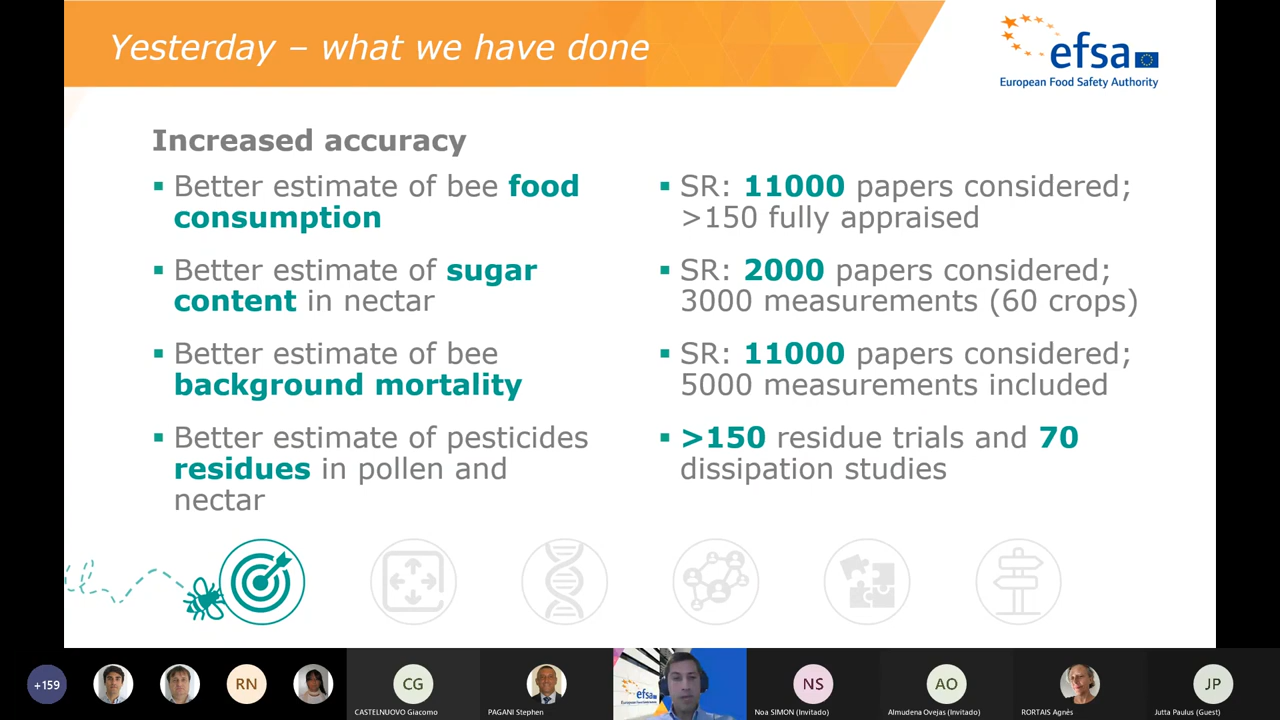 Yesterday – what we have done
efsa
European Food Safety Authority
Increased accuracy
▪ Better estimate of bee food
consumption
▪ SR: 11000 papers considered;
>150 fully appraised
▪ Better estimate of sugar
content in nectar
▪ SR: 2000 papers considered;
3000 measurements (60 crops)
▪ Better estimate of bee
background mortality
▪ SR: 11000 papers considered;
5000 measurements included
▪ Better estimate of pesticides
residues in pollen and
nectar
▪ >150 residue trials and 70
dissipation studies
+159
RN
CG
CASTELNUOVO Giacomo
PAGANI Stephen
efsa
NS
Noa SIMON (Invitado)
AO
Almudena Ovejas (Invitado)
RORTAIS Agnès
JP
Jutta Paulus (Guest)